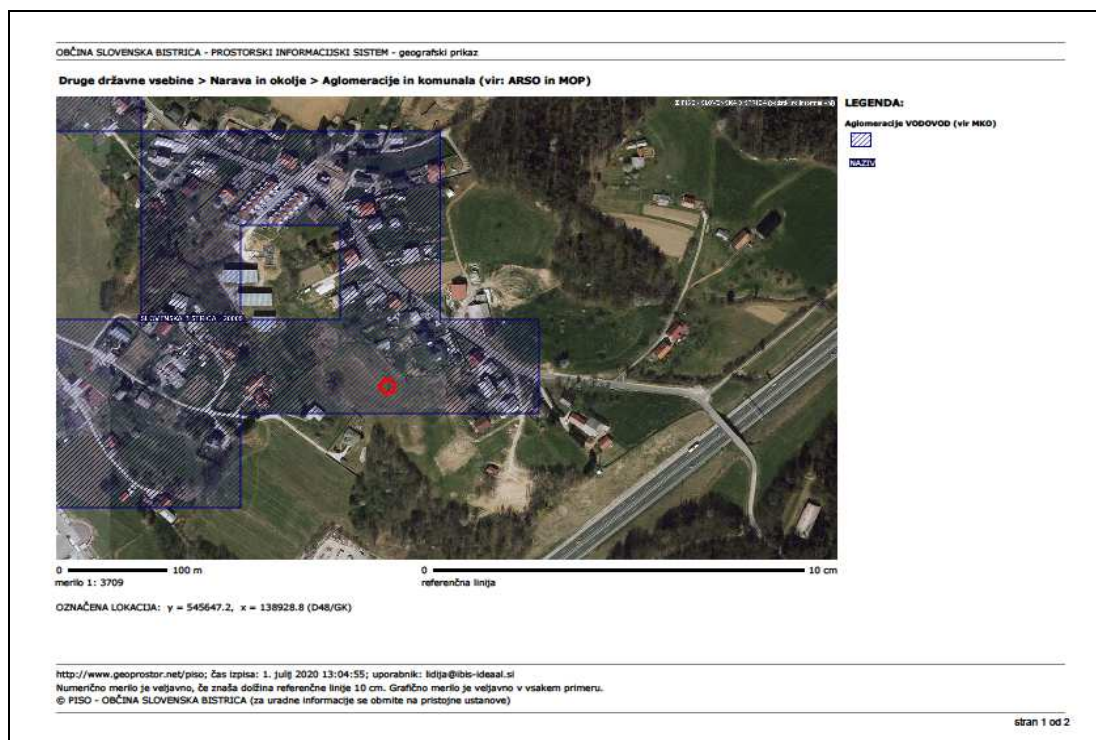 OBČINA SLOVENSKA BISTRICA - PROSTORSKI INFORMACIJSKI SISTEM - geografski prikaz
Druge državne vsebine > Narava in okolje > Aglomeracije in komunala (vir: ARSO in MOP)
© PISO - SLOVENSKA BISTRICA
LEGENDA:
Aglomeracije VODOVOD (vir MKO)
NAZIV
SLOVENSKA BISTRICA -
0 100 m
merilo 1: 3709
0 10 cm
referenčna linija
OZNAČENA LOKACIJA: y = 545647.2, x = 138928.8 (D48/GK)
http://www.geoprostor.net/piso; čas izpisa: 1. julij 2020 13:04:55; uporabnik: lidija@ibis-ideaal.si
Numerično merilo je veljavno, če znaša dolžina referenčne linije 10 cm. Grafično merilo je veljavno v vsakem primeru.
© PISO - OBČINA SLOVENSKA BISTRICA (za uradne informacije se obrnite na pristojne ustanove)
stran 1 od 2